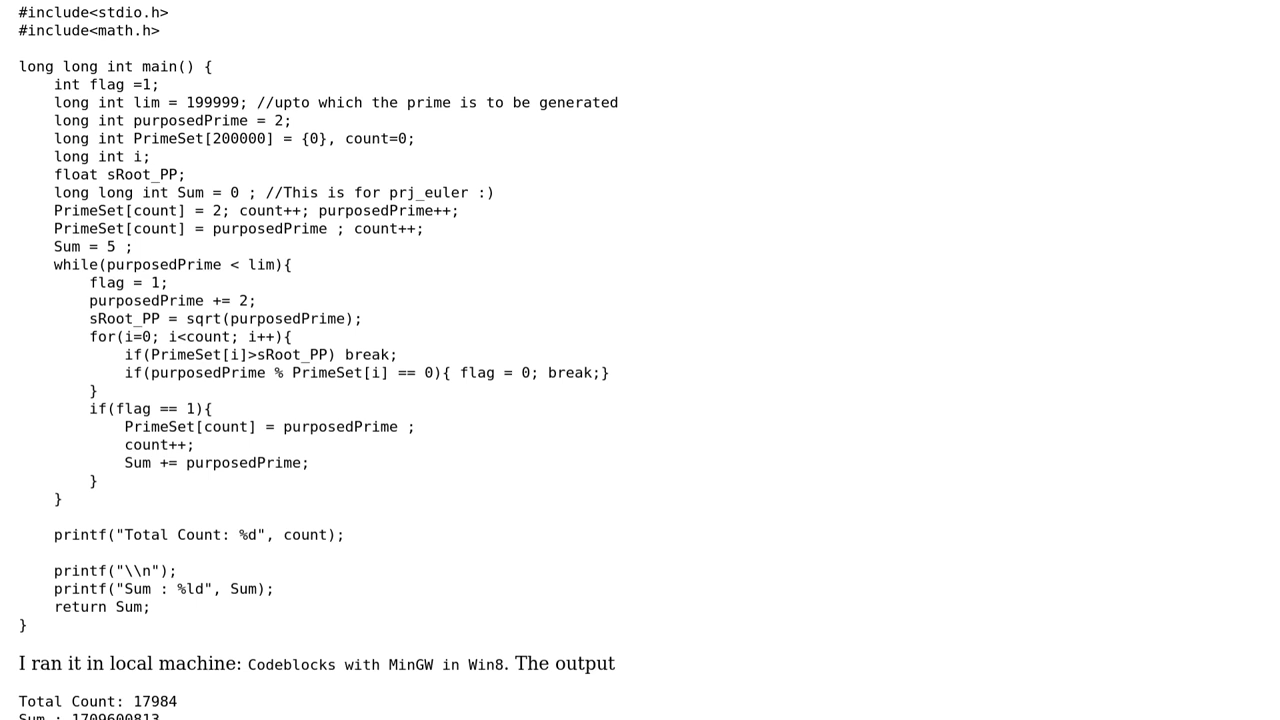 #include<stdio.h>
#include<math.h>
long long int main() {
    int flag =1;
    long int lim = 199999; //upto which the prime is to be generated
    long int purposedPrime = 2;
    long int PrimeSet[200000] = {0}, count=0;
    long int i;
    float sRoot_PP;
    long long int Sum = 0 ; //This is for prj_euler :)
    PrimeSet[count] = 2; count++; purposedPrime++;
    PrimeSet[count] = purposedPrime ; count++;
    Sum = 5 ;
    while(purposedPrime < lim){
        flag = 1;
        purposedPrime += 2;
        sRoot_PP = sqrt(purposedPrime);
        for(i=0; i<count; i++){
            if(PrimeSet[i]>sRoot_PP) break;
            if(purposedPrime % PrimeSet[i] == 0){ flag = 0; break;}
        }
        if(flag == 1){
            PrimeSet[count] = purposedPrime ;
            count++;
            Sum += purposedPrime;
        }
    }
    printf("Total Count: %d", count);
    printf("\\n");
    printf("Sum : %ld", Sum);
    return Sum;
}
I ran it in local machine: Codeblocks with MinGW in Win8. The output
Total Count: 17984
Sum : 1709600813